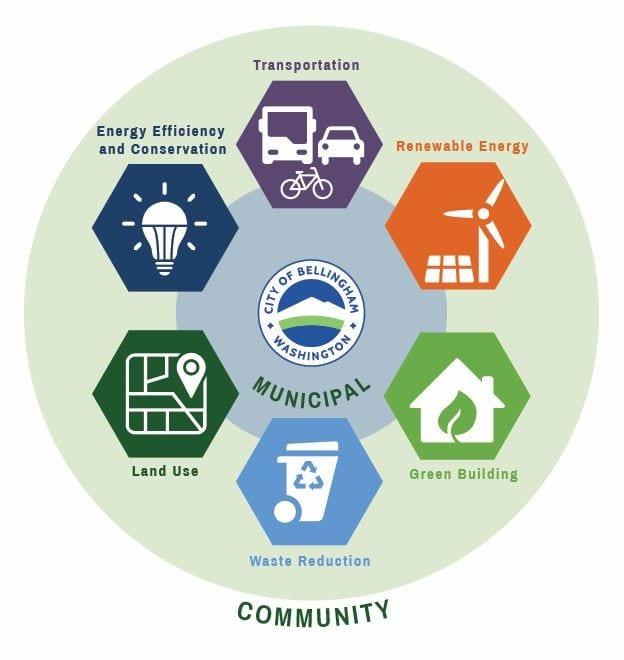 Transportation
Energy Efficiency
and Conservation
Renewable Energy
CITY OF BELLINGHAM
WASHINGTON
MUNICIPAL
Land Use
Green Building
Waste Reduction
COMMUNITY